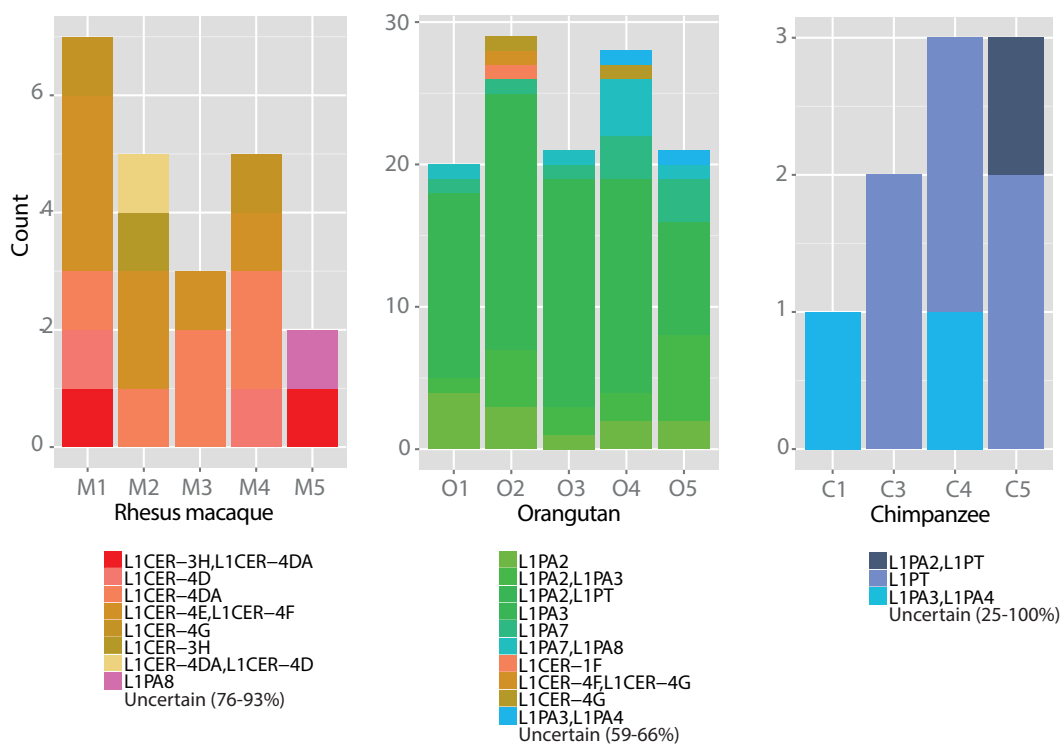 Count
6
4
2
0
M1 M2 M3 M4 M5
Rhesus macaque
30
20
10
0
O1 O2 O3 O4 O5
Orangutan
3
2
1
0
C1 C3 C4 C5
Chimpanzee
L1CER−3H,L1CER−4DA
L1CER−4D
L1CER−4DA
L1CER−4E,L1CER−4F
L1CER−4G
L1CER−3H
L1CER−4DA,L1CER−4D
L1PA8
Uncertain (76-93%)
L1PA2
L1PA2,L1PA3
L1PA2,L1PT
L1PA3
L1PA7
L1PA7,L1PA8
L1CER−1F
L1CER−4F,L1CER−4G
L1CER−4G
L1PA3,L1PA4
Uncertain (59-66%)
L1PA2,L1PT
L1PT
L1PA3,L1PA4
Uncertain (25-100%)